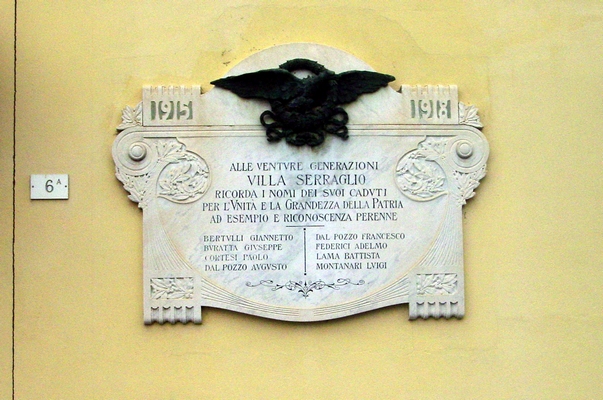 1915 1918
ALLE VENTVRE GENERAZIONI
VILLA SERRAGLIO
RICORDA I NOMI DEI SVOI CADVTI
PER L'VNITÀ E LA GRANDEZZA DELLA PATRIA
AD ESEMPIO E RICONOSCENZA PERENNE
6A
BERTVLLI GIANNETTO
BVRATTA GIVSEPPE
CORTESI PAOLO
DAL POZZO AVGVSTO
DAL POZZO FRANCESCO
FEDERICI ADELMO
LAMA BATTISTA
MONTANARI LVIGI